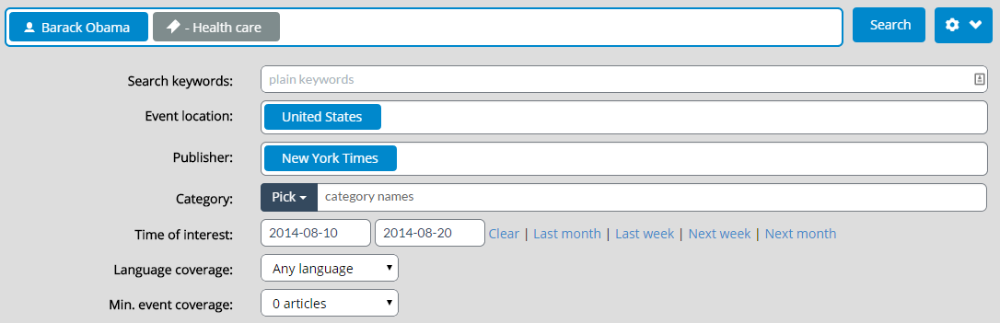 Barack Obama - Health care Search
Search keywords: plain keywords
Event location: United States
Publisher: New York Times
Category: Pick category names
Time of interest: 2014-08-10 2014-08-20 Clear | Last month | Last week | Next week | Next month
Language coverage: Any language
Min. event coverage: 0 articles